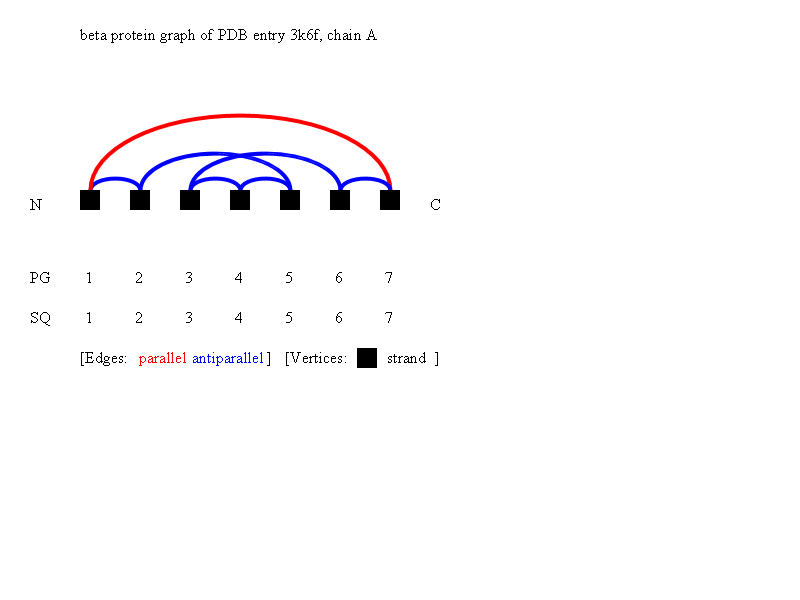 beta protein graph of PDB entry 3k6f, chain A
N C
PG 1 2 3 4 5 6 7
SQ 1 2 3 4 5 6 7
[Edges: parallel antiparallel ] [Vertices: strand ]